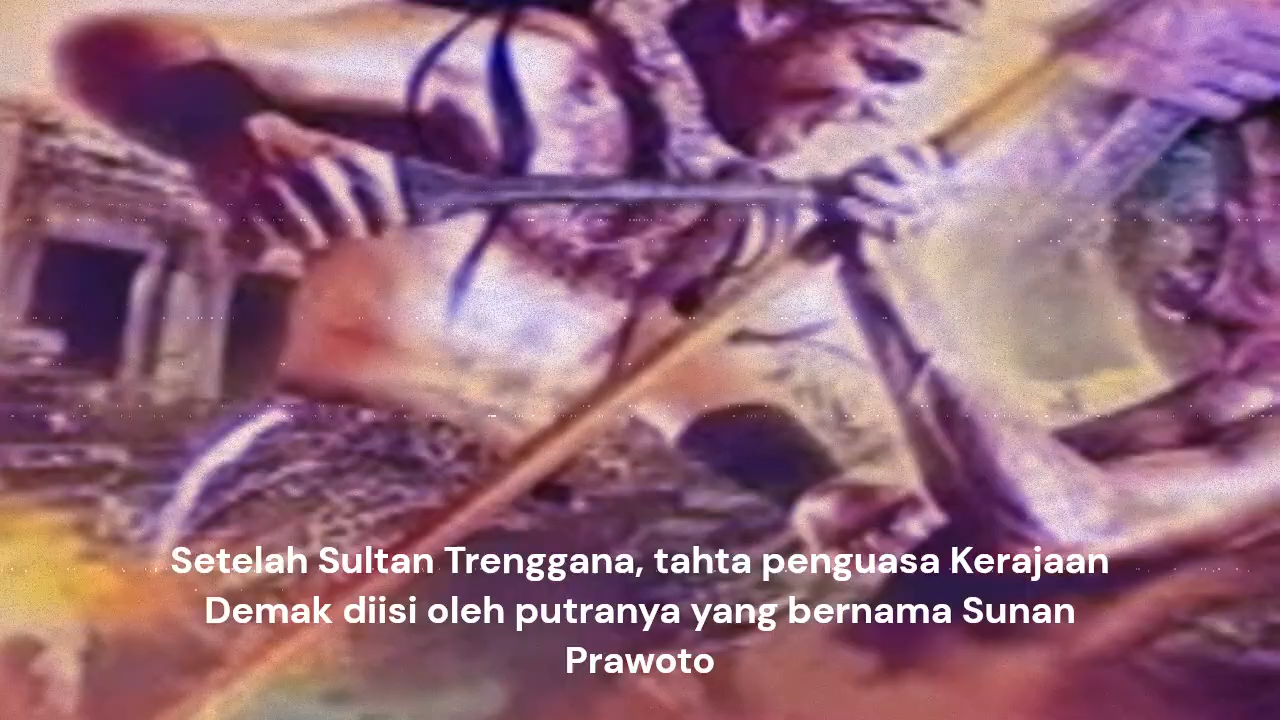 Setelah Sultan Trenggana, tahta penguasa Kerajaan
Demak diisi oleh putranya yang bernama Sunan
Prawoto